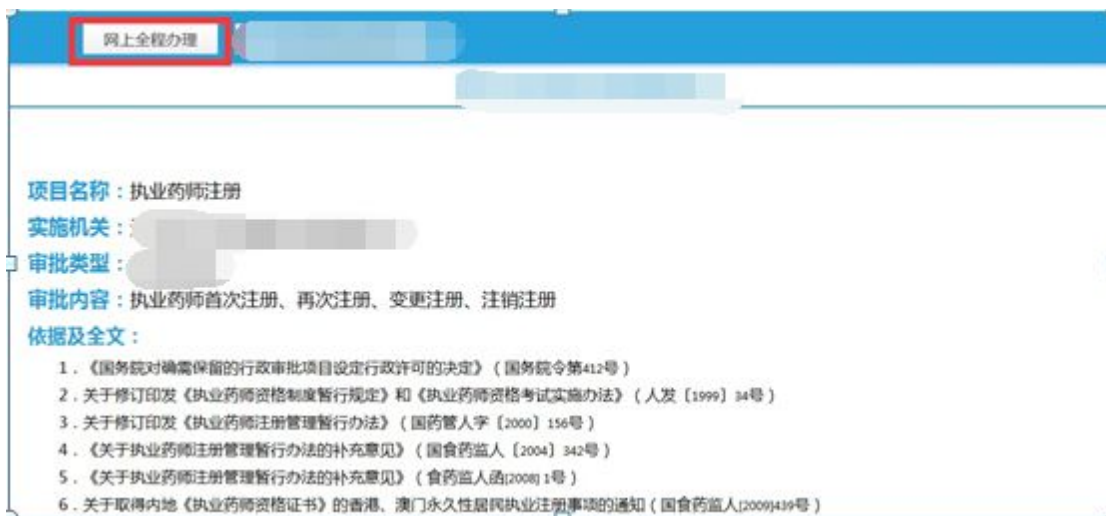 网上全程办理
项目名称：执业药师注册
实施机关：
审批类型：
审批内容：执业药师首次注册、再次注册、变更注册、注销注册
依据及全文：
1．《国务院对确需保留的行政审批项目设定行政许可的决定》（国务院令第412号）
2．关于修订印发《执业药师资格制度暂行规定》和《执业药师资格考试实施办法》（人发〔1999〕34号）
3．关于修订印发《执业药师注册管理暂行办法》（国药管人字〔2000〕156号）
4．《关于执业药师注册管理暂行办法的补充意见》（国食药监人〔2004〕342号）
5．《关于执业药师注册管理暂行办法的补充意见》（食药监人函[2008] 1号）
6．关于取得内地《执业药师资格证书》的香港、澳门永久性居民执业注册事项的通知（国食药监人[2009]439号）